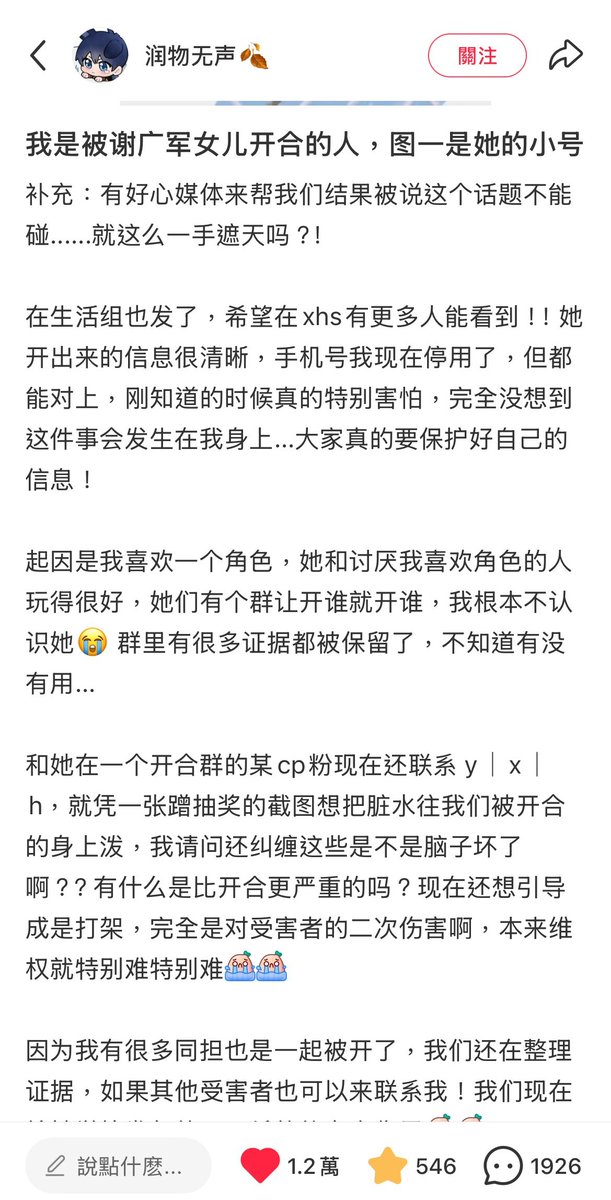 润物无声🍂
關注
我是被谢广军女儿开合的人，图一是她的小号
补充：有好心媒体来帮我们结果被说这个话题不能
碰......就这么一手遮天吗？!
在生活组也发了，希望在xhs有更多人能看到！！她
开出来的信息很清晰，手机号我现在停用了，但都
能对上，刚知道的时候真的特别害怕，完全没想到
这件事会发生在我身上...大家真的要保护好自己的
信息！
起因是我喜欢一个角色，她和讨厌我喜欢角色的人
玩得很好，她们有个群让开谁就开谁，我根本不认
识她😭 群里有很多证据都被保留了，不知道有没
有用...
和她在一个开合群的某cp粉现在还联系 y｜x｜
h，就凭一张蹭抽奖的截图想把脏水往我们被开合
的身上泼，我请问还纠缠这些是不是脑子坏了
啊？？有什么是比开合更严重的吗？现在还想引导
成是打架，完全是对受害者的二次伤害啊，本来维
权就特别难特别难
因为我有很多同担也是一起被开了，我们还在整理
证据，如果其他受害者也可以来联系我！我们现在
說點什麽...
1.2萬
546
1926